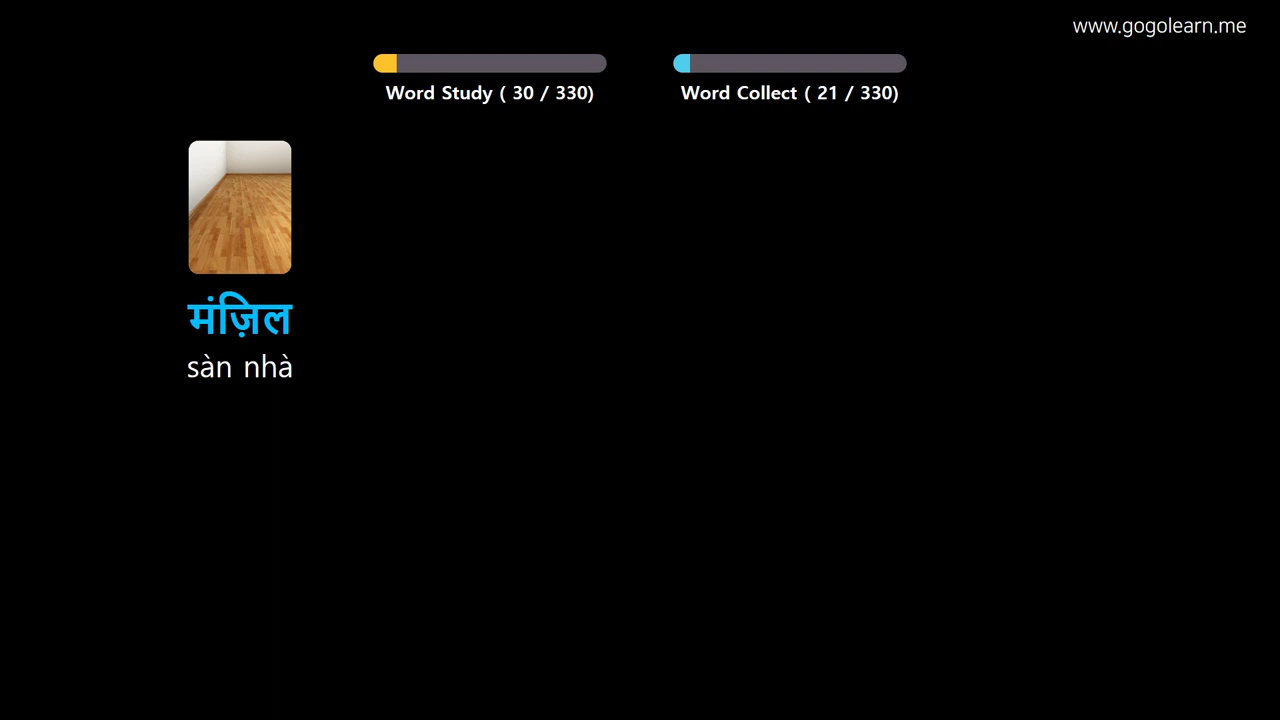 www.gogolearn.me
Word Study ( 30 / 330)
Word Collect ( 21 / 330)
मंज़िल
sàn nhà